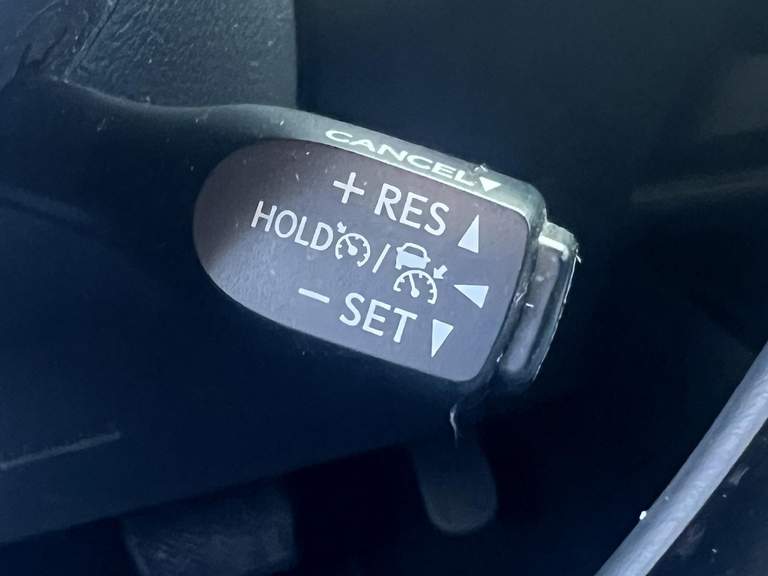 CANCEL▼
+ RES ▲
HOLD / ◀
− SET ▼